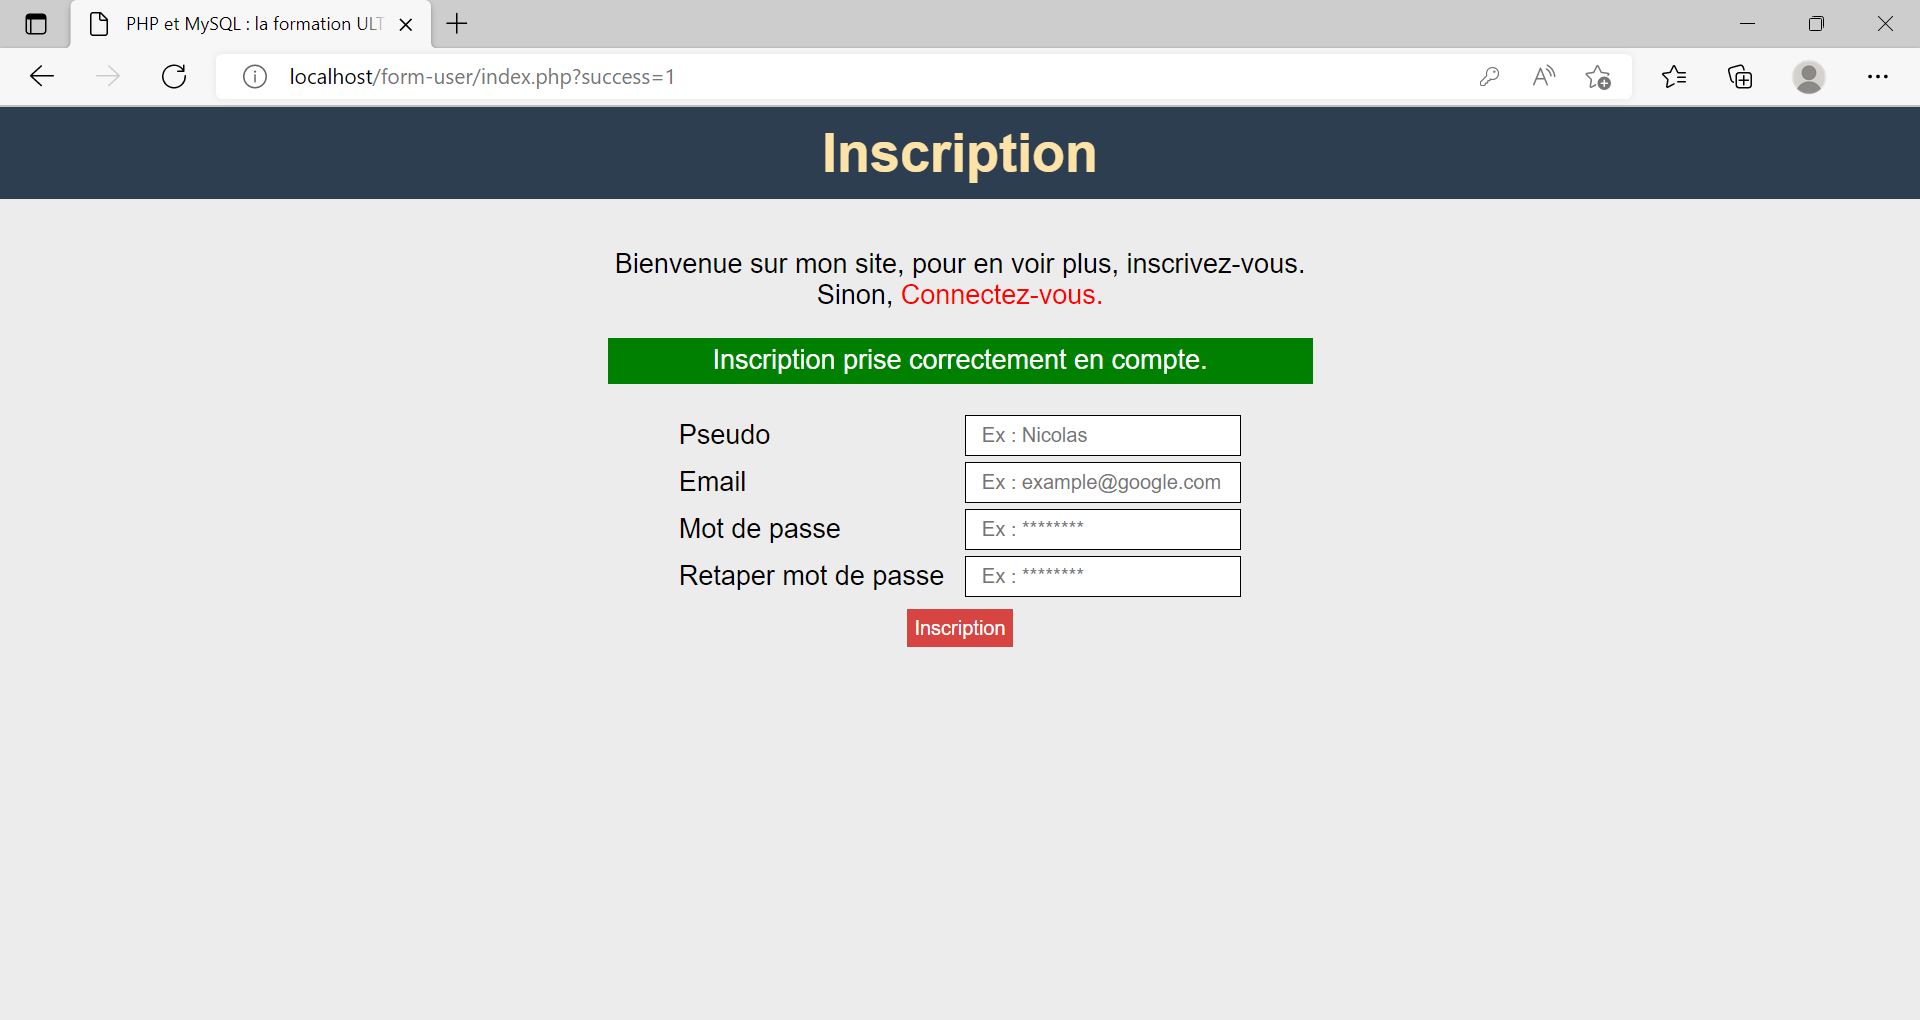 PHP et MySQL : la formation ULT
localhost/form-user/index.php?success=1
Inscription
Bienvenue sur mon site, pour en voir plus, inscrivez-vous.
Sinon, Connectez-vous.
Inscription prise correctement en compte.
Pseudo Ex : Nicolas
Email Ex : example@google.com
Mot de passe Ex : ********
Retaper mot de passe Ex : ********
Inscription